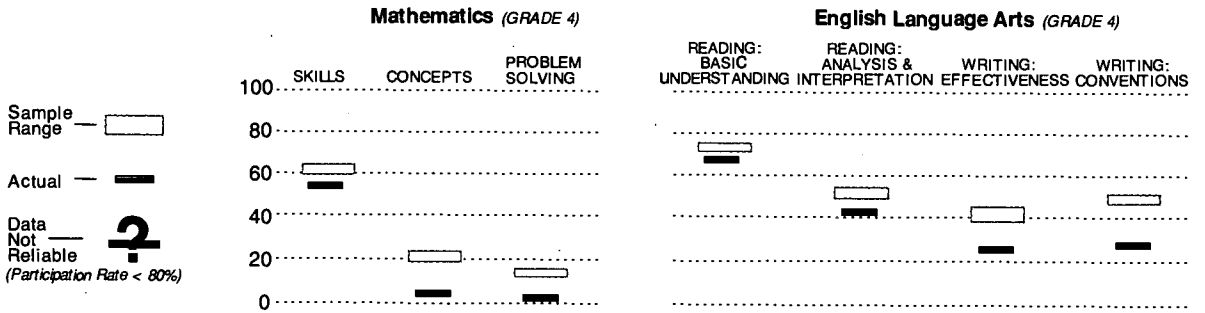 Mathematics (GRADE 4)
SKILLS
CONCEPTS
PROBLEM
SOLVING
English Language Arts (GRADE 4)
READING:
BASIC
UNDERSTANDING
READING:
ANALYSIS &
INTERPRETATION
WRITING:
EFFECTIVENESS
WRITING:
CONVENTIONS
100
80
60
40
20
0
Sample
Range
Actual
Data
Not
Reliable
?
(Participation Rate < 80%)